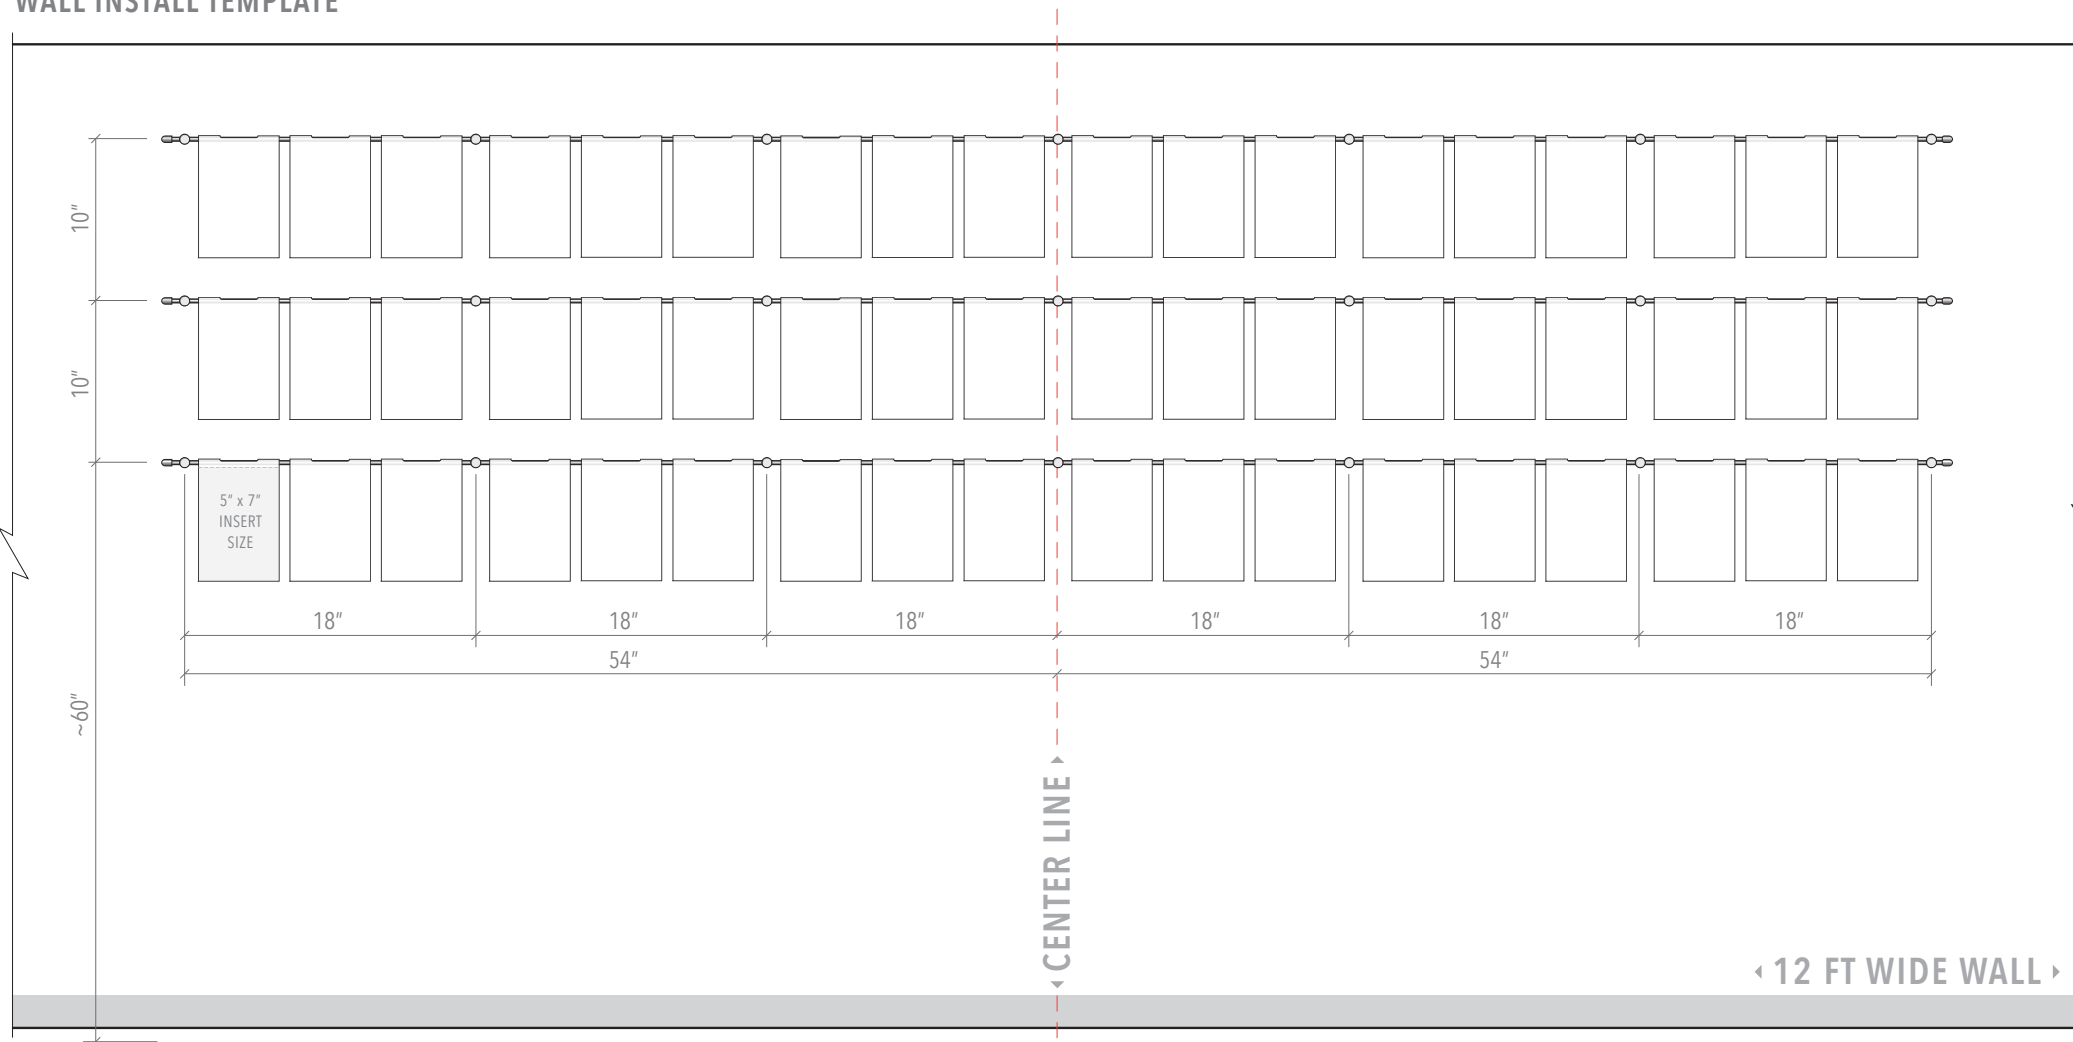 WALL INSTALL TEMPLATE
10"
10"
5" x 7"
INSERT
SIZE
18"
18"
18"
18"
18"
18"
54"
54"
~60"
CENTER LINE
12 FT WIDE WALL